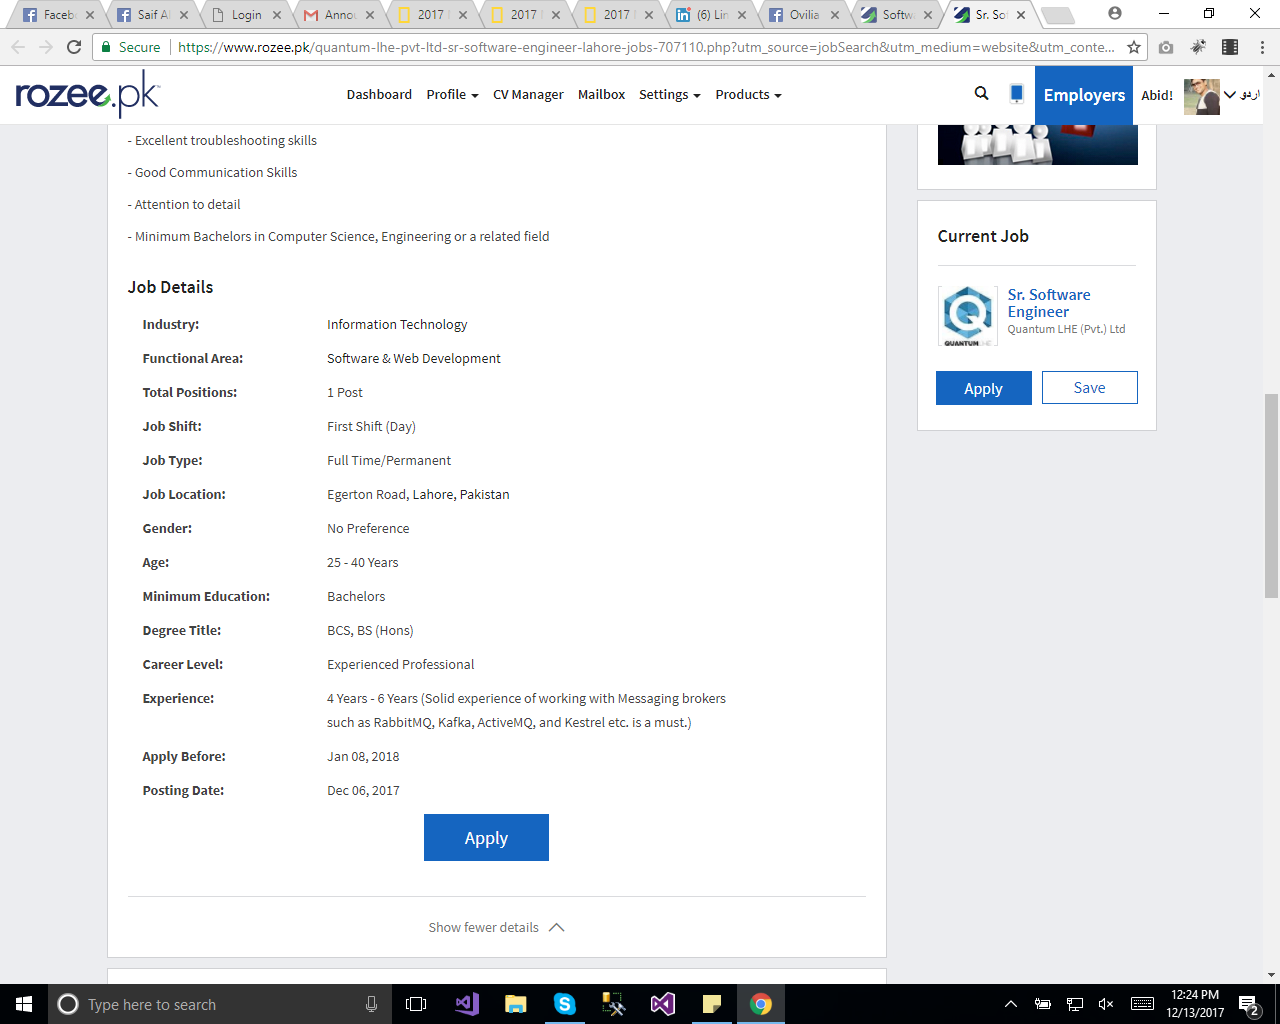 Faceb
Saif Al
Login
Annou
2017
2017
2017
(6) Lin
Ovilia
Softwa
Sr. So
Secure
https://www.rozee.pk/quantum-lhe-pvt-ltd-sr-software-engineer-lahore-jobs-707110.php?utm_source=jobSearch&utm_medium=website&utm_conte...
rozee.pk
Dashboard
Profile
CV Manager
Mailbox
Settings
Products
Employers
Abid!
اردو
- Excellent troubleshooting skills
- Good Communication Skills
- Attention to detail
- Minimum Bachelors in Computer Science, Engineering or a related field
Job Details
Industry: Information Technology
Functional Area: Software & Web Development
Total Positions: 1 Post
Job Shift: First Shift (Day)
Job Type: Full Time/Permanent
Job Location: Egerton Road, Lahore, Pakistan
Gender: No Preference
Age: 25 - 40 Years
Minimum Education: Bachelors
Degree Title: BCS, BS (Hons)
Career Level: Experienced Professional
Experience: 4 Years - 6 Years (Solid experience of working with Messaging brokers
such as RabbitMQ, Kafka, ActiveMQ, and Kestrel etc. is a must.)
Apply Before: Jan 08, 2018
Posting Date: Dec 06, 2017
Apply
Show fewer details
Current Job
QUANTUM LHE
Sr. Software
Engineer
Quantum LHE (Pvt.) Ltd
Apply
Save
Type here to search
12:24 PM
12/13/2017
2